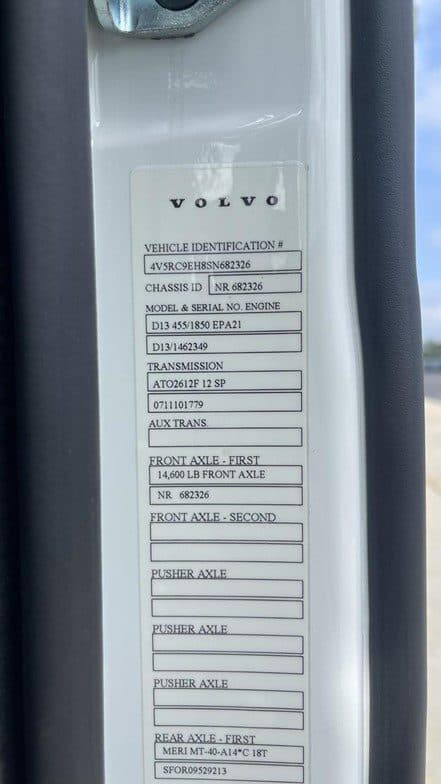 VOLVO
VEHICLE IDENTIFICATION #
4V5RC9EH8SN682326
CHASSIS ID NR 682326
MODEL & SERIAL NO. ENGINE
D13 455/1850 EPA21
D13/1462349
TRANSMISSION
ATO2612F 12 SP
0711101779
AUX TRANS.
FRONT AXLE - FIRST
14,600 LB FRONT AXLE
NR 682326
FRONT AXLE - SECOND
PUSHER AXLE
PUSHER AXLE
PUSHER AXLE
REAR AXLE - FIRST
MERI MT-40-A14*C 18T
SFOR09529213